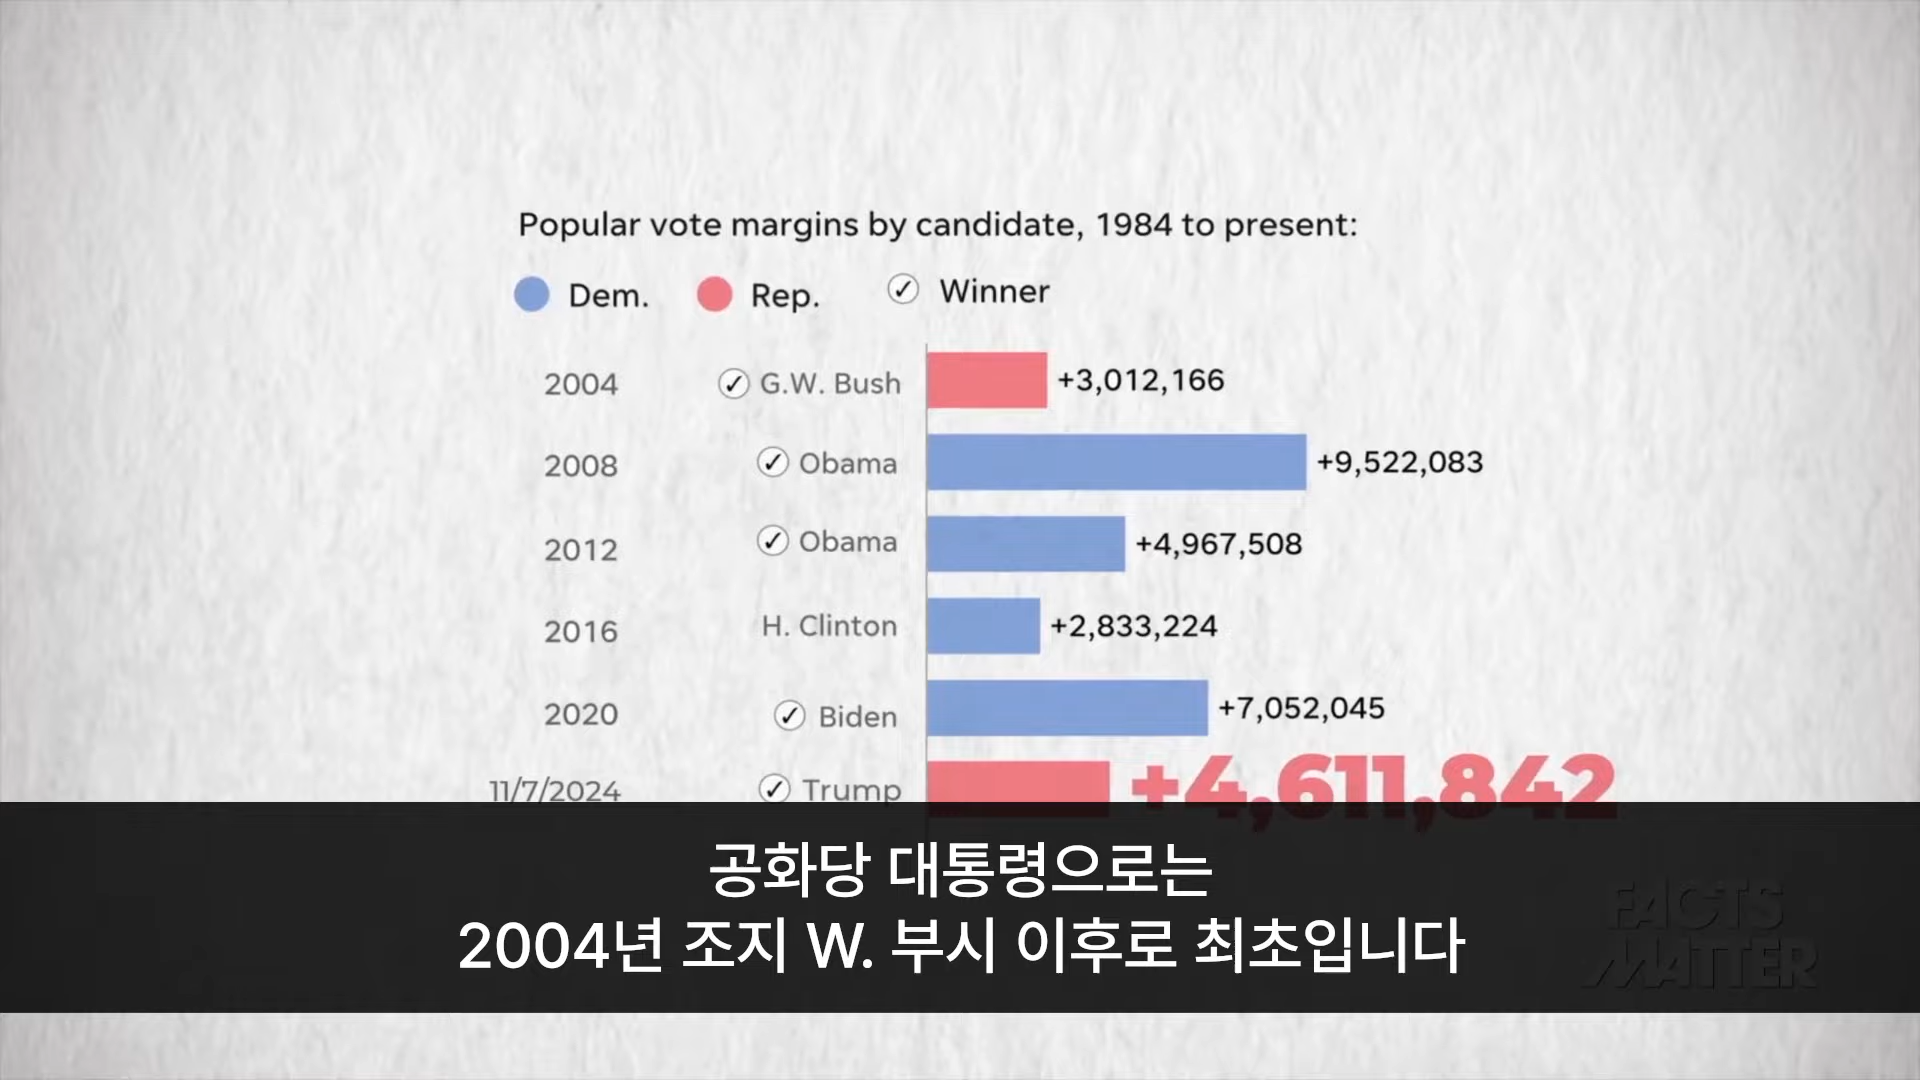 Popular vote margins by candidate, 1984 to present:
Dem. Rep. ✓ Winner
2004 ✓ G.W. Bush +3,012,166
2008 ✓ Obama +9,522,083
2012 ✓ Obama +4,967,508
2016 H. Clinton +2,833,224
2020 ✓ Biden +7,052,045
11/7/2024 ✓ Trump +4,611,842
공화당 대통령으로는
2004년 조지 W. 부시 이후로 최초입니다
FACTS
MATTER